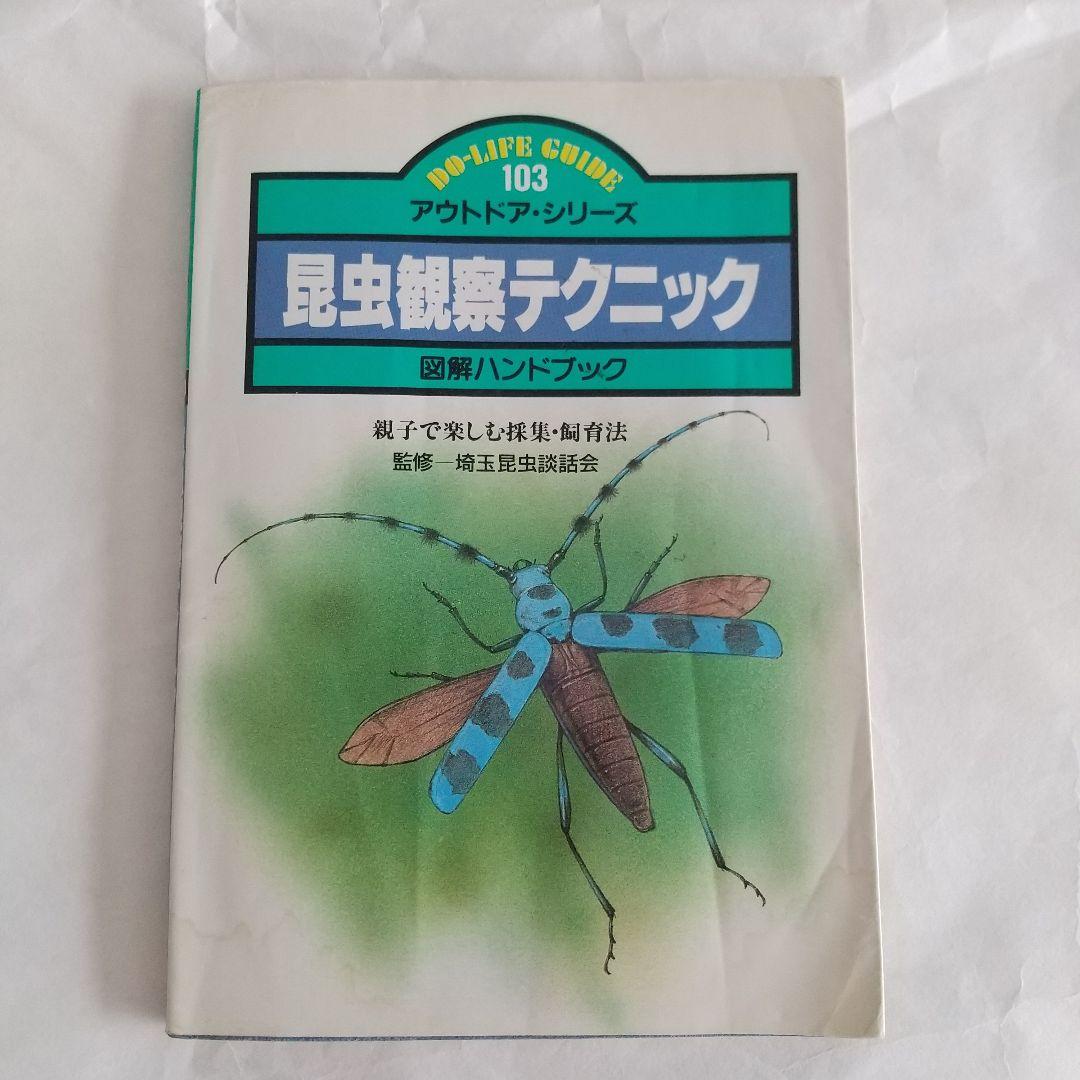 DO-LIFE GUIDE
103
アウトドア・シリーズ
昆虫観察テクニック
図解ハンドブック
親子で楽しむ採集・飼育法
監修―埼玉昆虫談話会